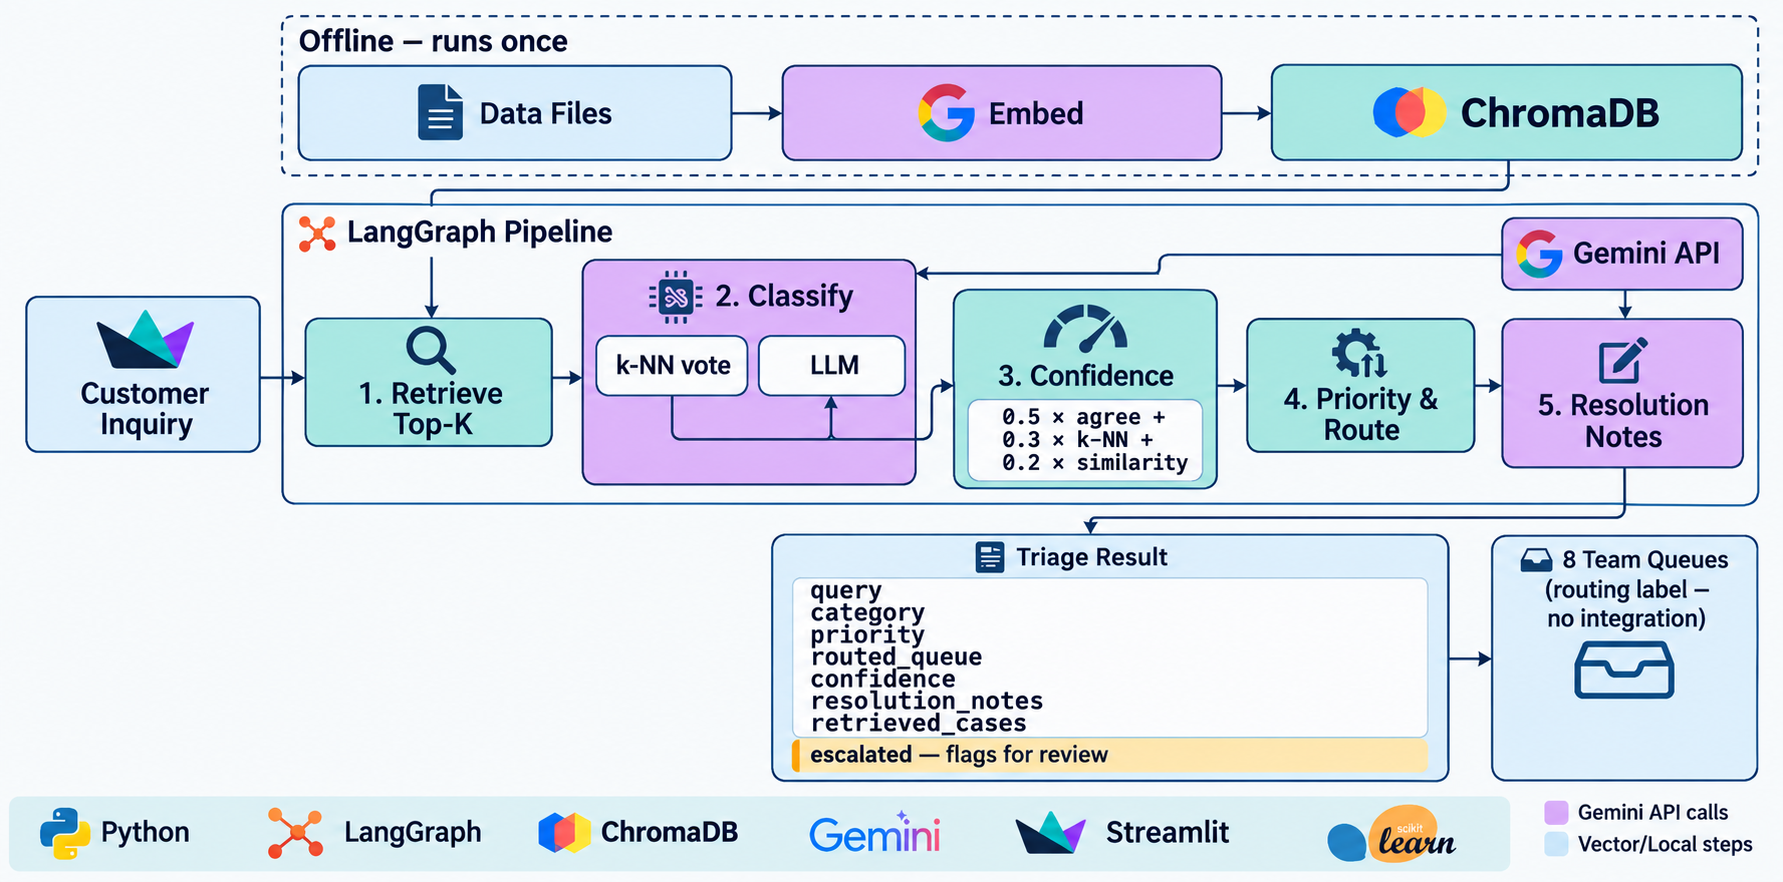 Offline – runs once
Data Files
Embed
ChromaDB
LangGraph Pipeline
Gemini API
Customer
Inquiry
1. Retrieve
Top-K
2. Classify
k-NN vote
LLM
3. Confidence
0.5 × agree +
0.3 × k-NN +
0.2 × similarity
4. Priority &
Route
5. Resolution
Notes
Triage Result
query
category
priority
routed_queue
confidence
resolution_notes
retrieved_cases
escalated — flags for review
8 Team Queues
(routing label –
no integration)
Python
LangGraph
ChromaDB
Gemini
Streamlit
scikit
learn
Gemini API calls
Vector/Local steps